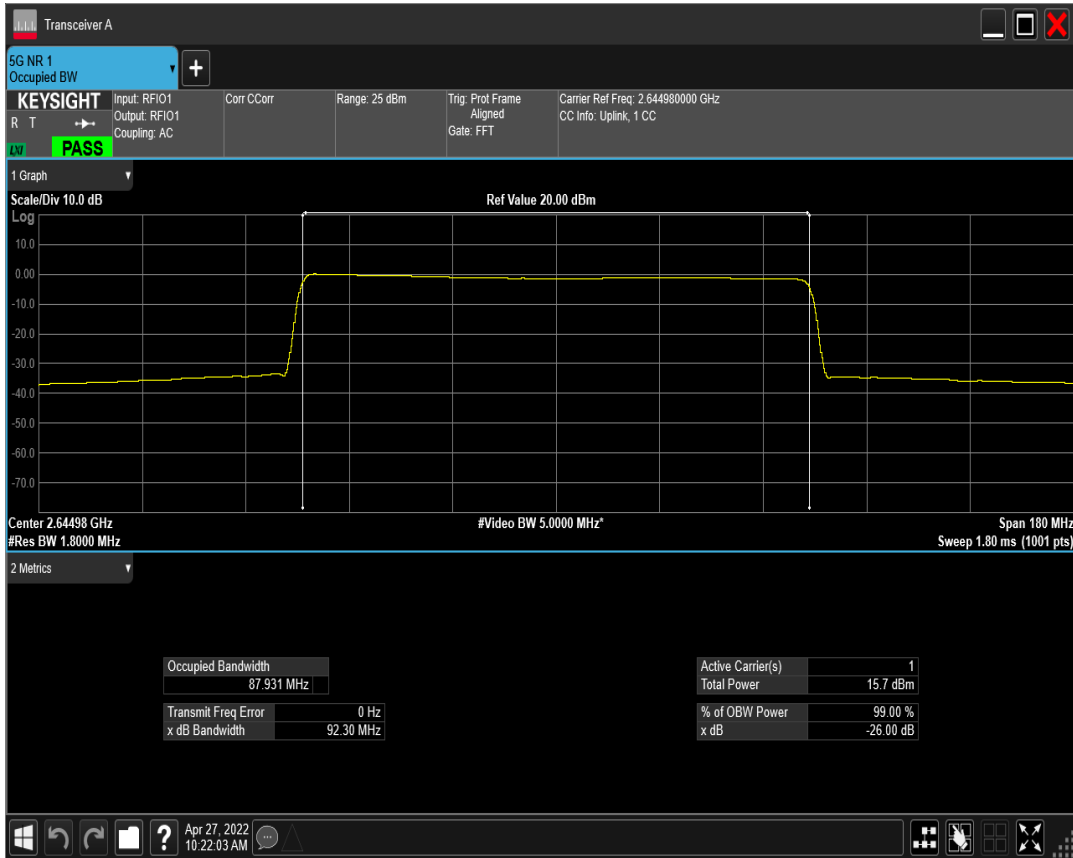 Transceiver A
5G NR 1
Occupied BW
+
KEYSIGHT
R T
LXI
PASS
Input: RFIO1
Output: RFIO1
Coupling: AC
Corr CCorr
Range: 25 dBm
Trig: Prot Frame
Aligned
Gate: FFT
Carrier Ref Freq: 2.644980000 GHz
CC Info: Uplink, 1 CC
1 Graph
Scale/Div 10.0 dB
Ref Value 20.00 dBm
Log
10.0
0.00
-10.0
-20.0
-30.0
-40.0
-50.0
-60.0
-70.0
Center 2.64498 GHz
#Video BW 5.0000 MHz*
Span 180 MHz
#Res BW 1.8000 MHz
Sweep 1.80 ms (1001 pts)
2 Metrics
Occupied Bandwidth
87.931 MHz
Transmit Freq Error 0 Hz
x dB Bandwidth 92.30 MHz
Active Carrier(s) 1
Total Power 15.7 dBm
% of OBW Power 99.00 %
x dB -26.00 dB
?
Apr 27, 2022
10:22:03 AM